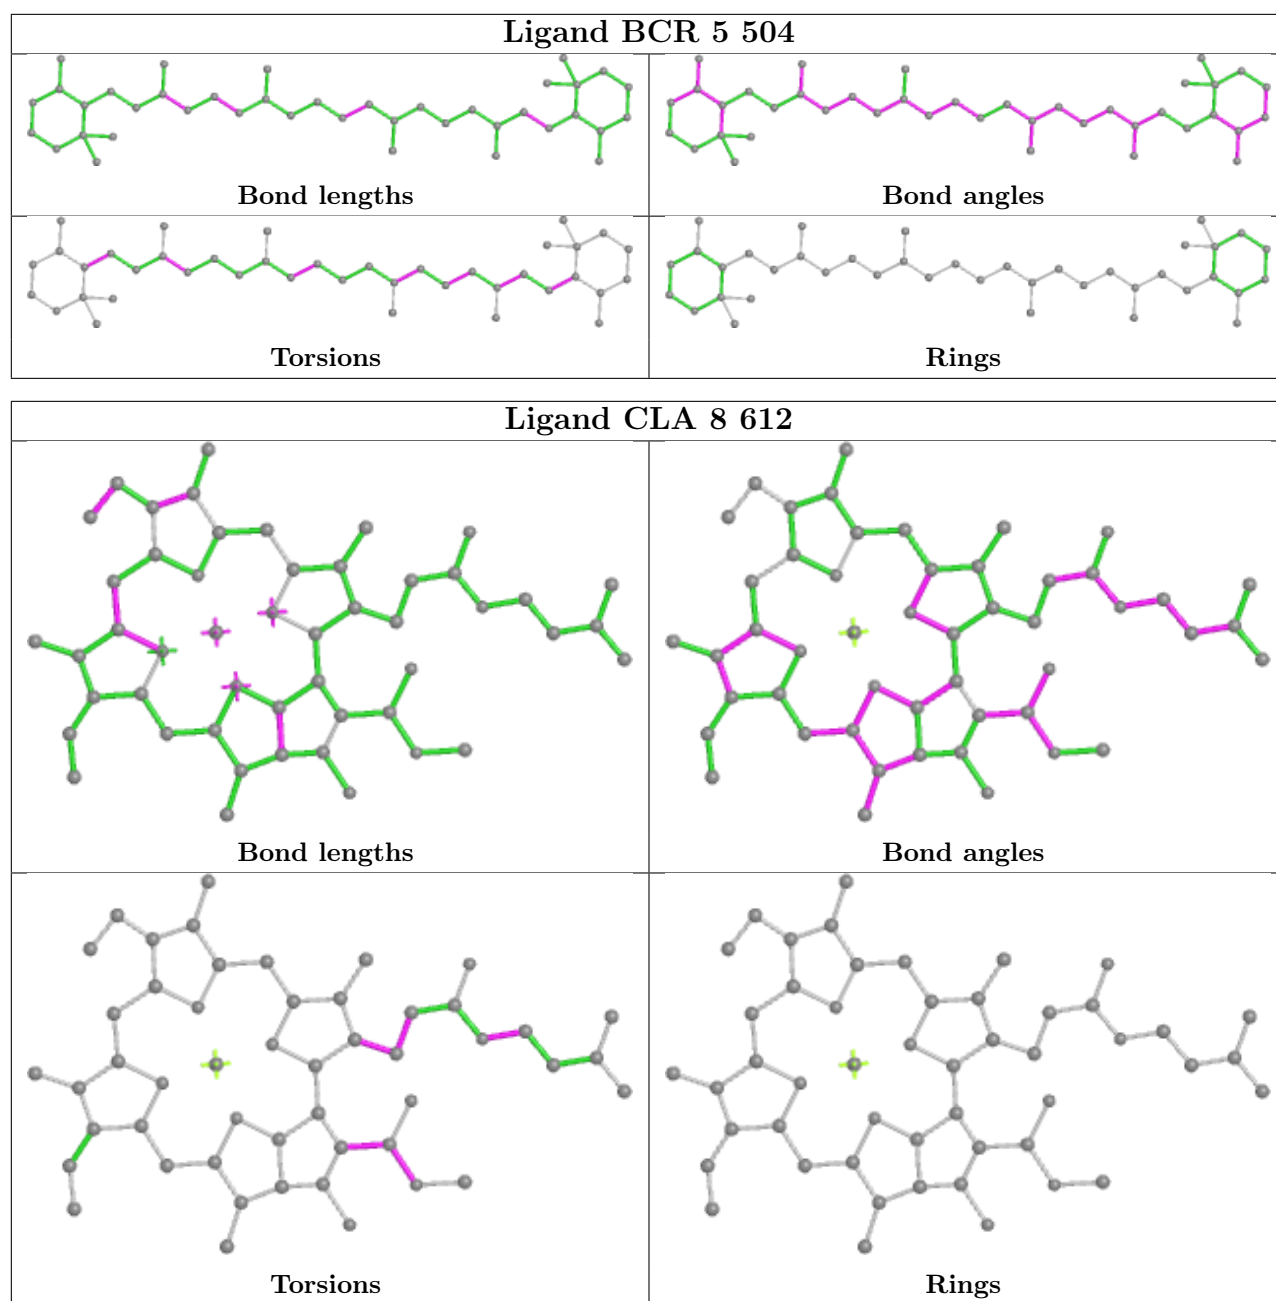 Ligand BCR 5 504
Bond lengths
Bond angles
Torsions
Rings
Ligand CLA 8 612
Bond lengths
Bond angles
Torsions
Rings